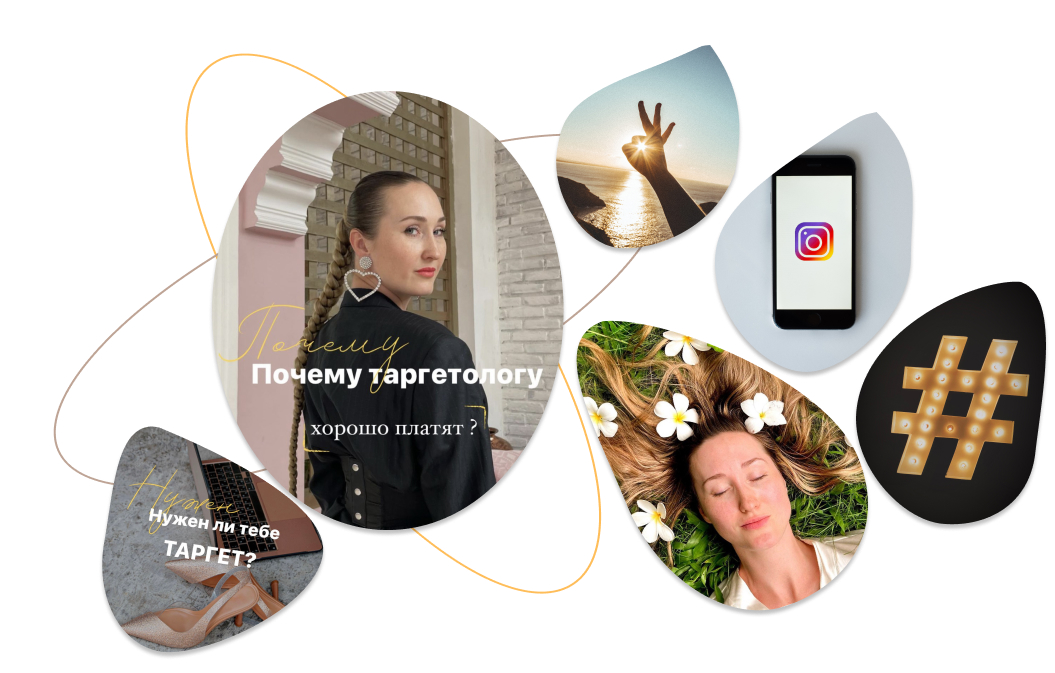 Почему
Почему таргетологу
хорошо платят ?
Нужен
Нужен ли тебе
ТАРГЕТ?
#